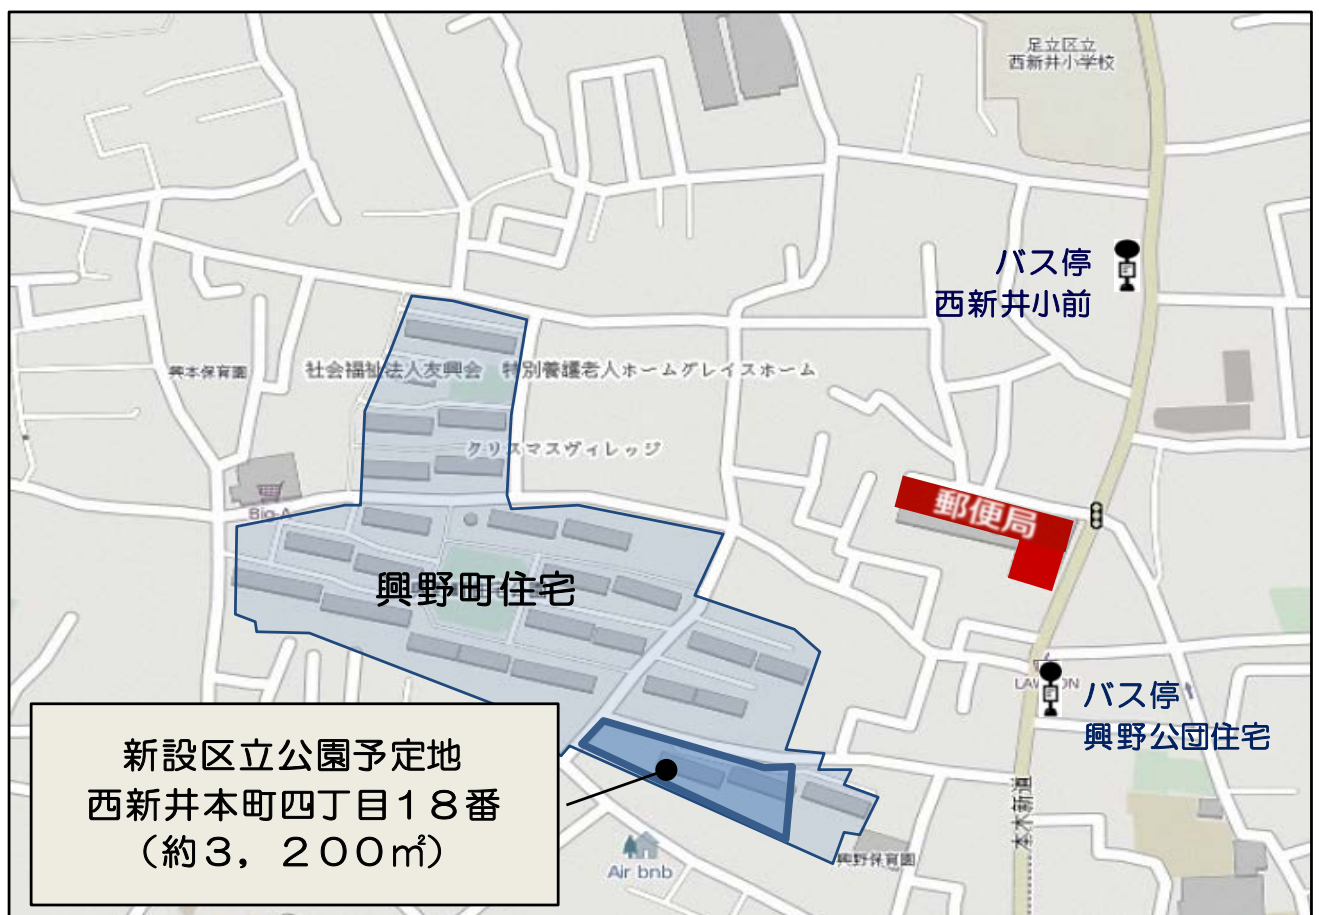 足立区立
西新井小学校
バス停
西新井小前
興本保育園
社会福祉法人友興会 特別養護老人ホームグレイスホーム
クリスマスヴィレッジ
Big-A
郵便局
興野町住宅
LAWSON
バス停
興野公団住宅
新設区立公園予定地
西新井本町四丁目18番
（約3，200㎡）
本木新道
興野保育園
Air bnb